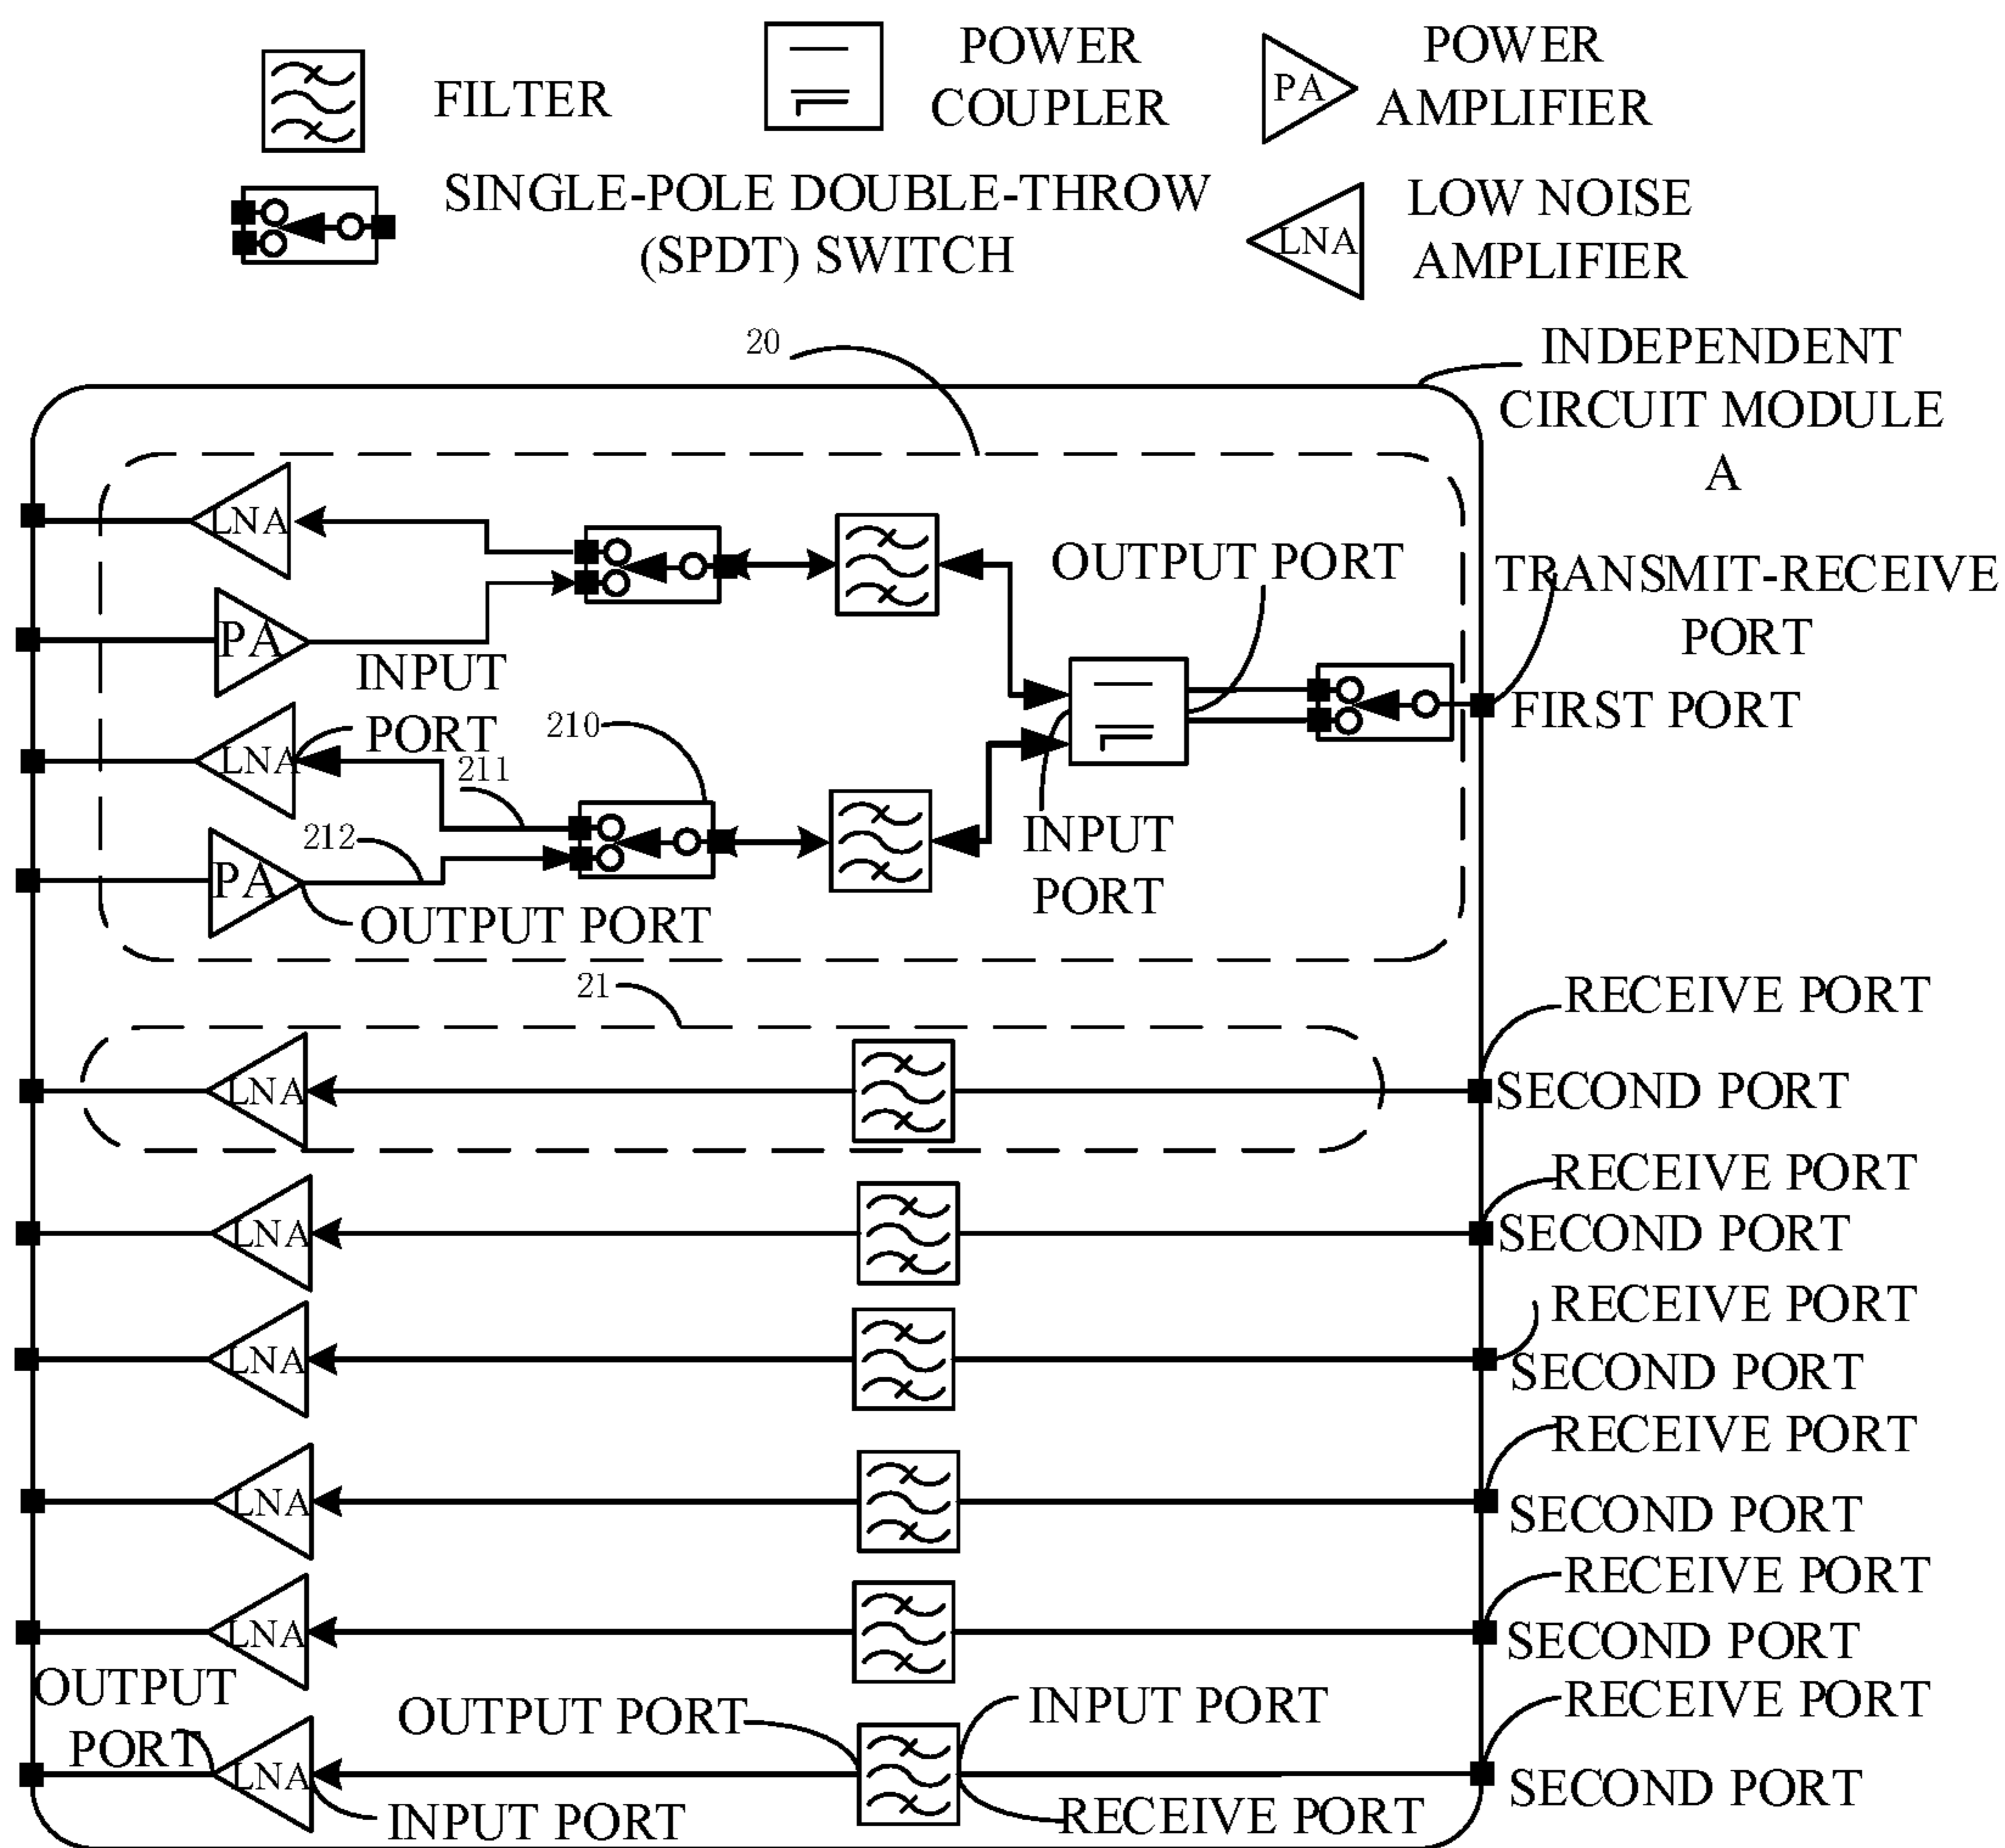 FILTER
POWER
COUPLER
PA
POWER
AMPLIFIER
SINGLE-POLE DOUBLE-THROW
(SPDT) SWITCH
LNA
LOW NOISE
AMPLIFIER
20
INDEPENDENT
CIRCUIT MODULE
A
LNA
OUTPUT PORT
TRANSMIT-RECEIVE
PORT
PA
INPUT
PORT
FIRST PORT
LNA
210
211
212
INPUT
PORT
PA
OUTPUT PORT
21
RECEIVE PORT
LNA
SECOND PORT
RECEIVE PORT
LNA
SECOND PORT
RECEIVE PORT
LNA
SECOND PORT
RECEIVE PORT
LNA
SECOND PORT
RECEIVE PORT
LNA
SECOND PORT
OUTPUT
PORT
OUTPUT PORT
INPUT PORT
RECEIVE PORT
LNA
SECOND PORT
INPUT PORT
RECEIVE PORT